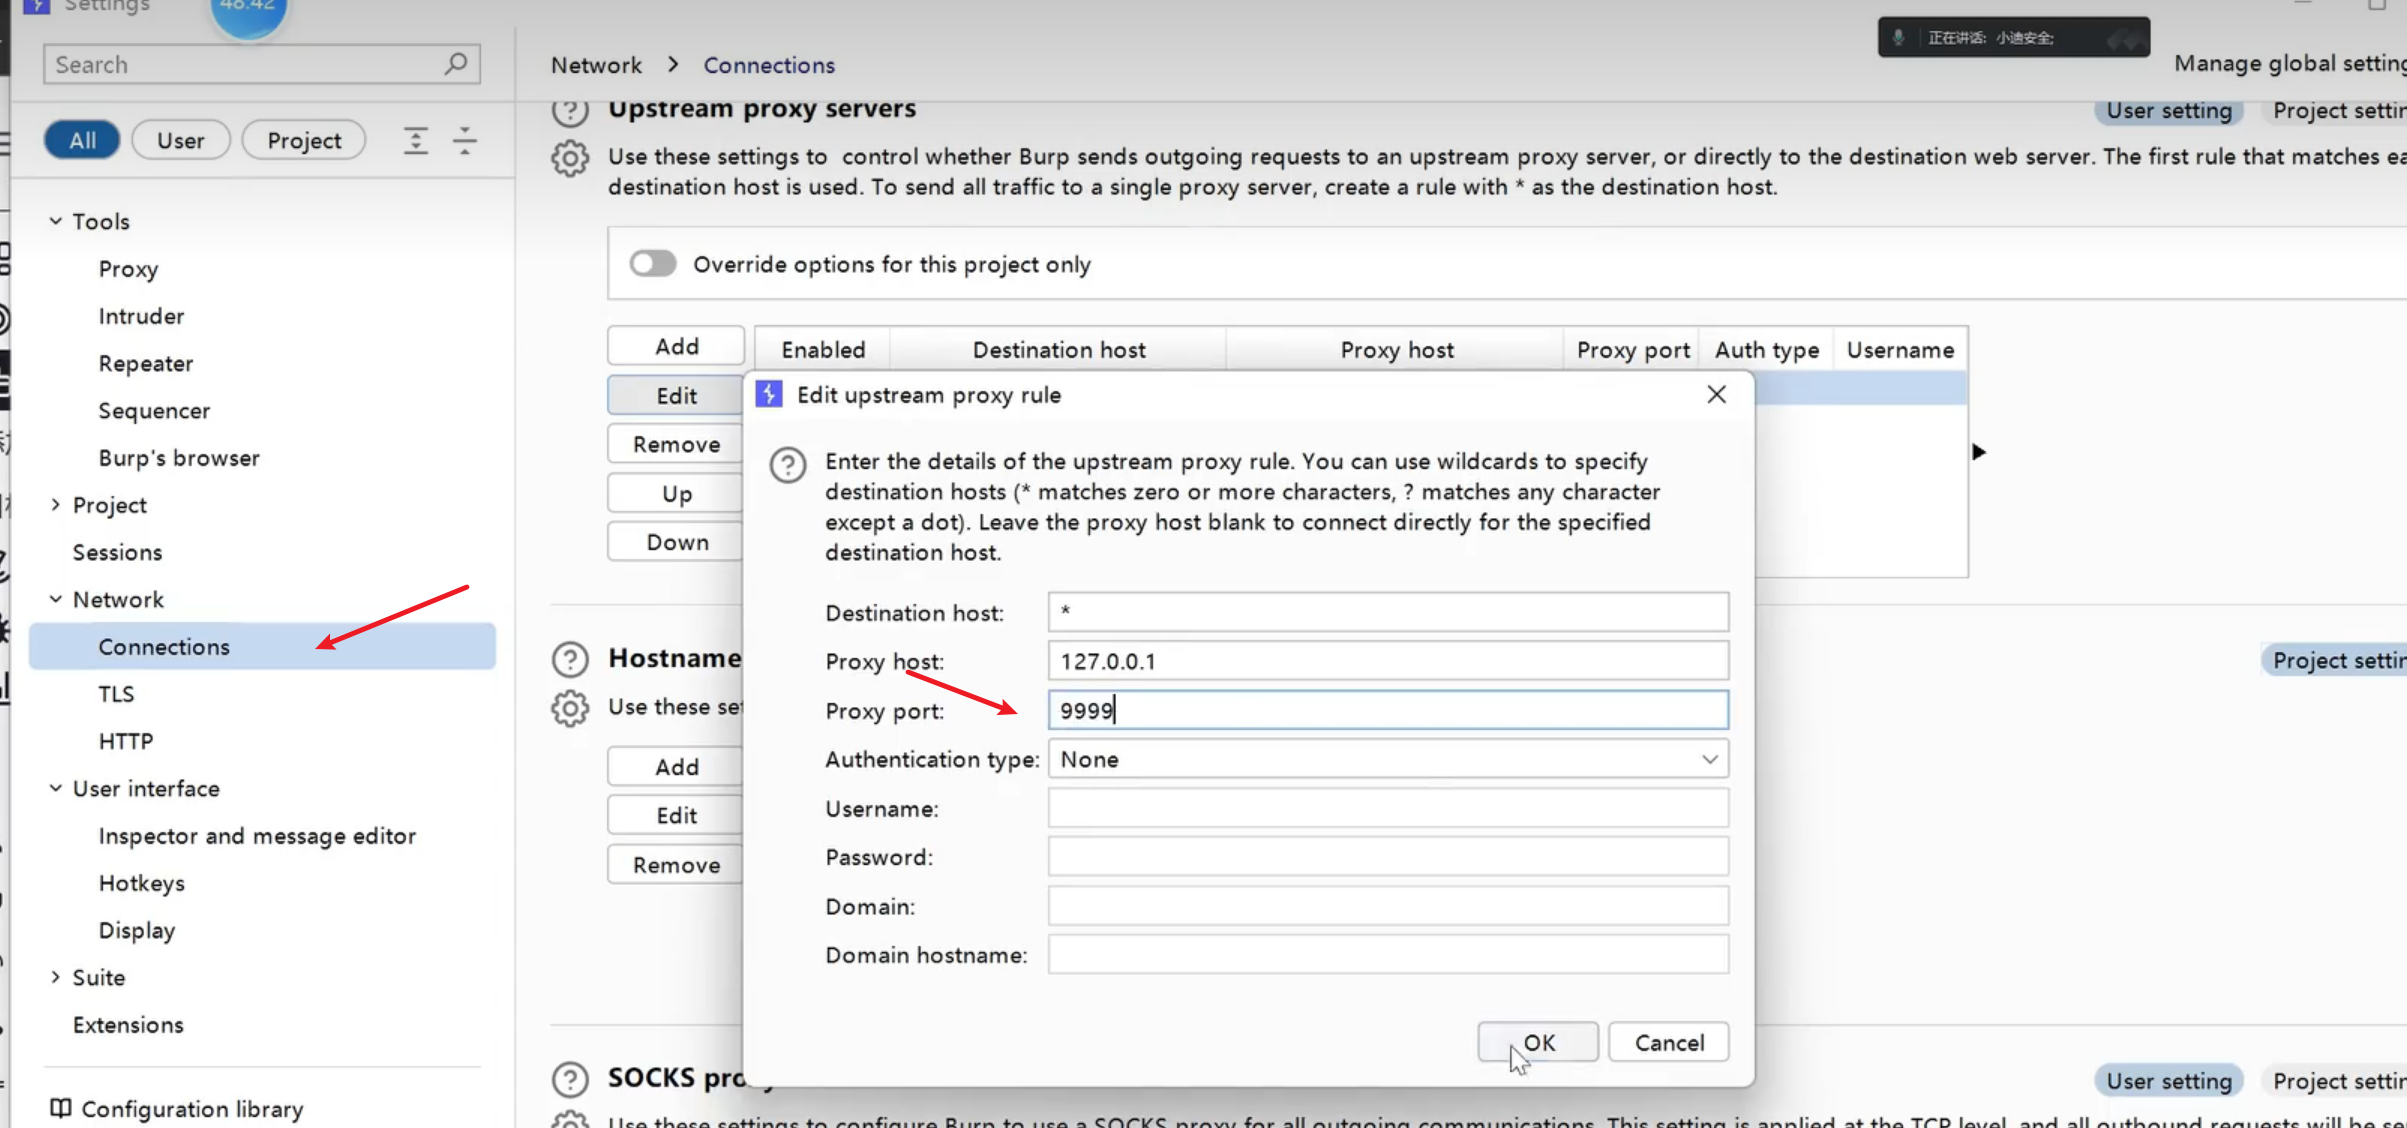 Settings
48:42
Search
All
User
Project
Tools
Proxy
Intruder
Repeater
Sequencer
Burp's browser
Project
Sessions
Network
Connections
TLS
HTTP
User interface
Inspector and message editor
Hotkeys
Display
Suite
Extensions
Configuration library
Network > Connections
正在讲话: 小迪安全;
Manage global setting
Upstream proxy servers
User setting
Project settin
Use these settings to control whether Burp sends outgoing requests to an upstream proxy server, or directly to the destination web server. The first rule that matches ea
destination host is used. To send all traffic to a single proxy server, create a rule with * as the destination host.
Override options for this project only
Add
Edit
Remove
Up
Down
Enabled
Destination host
Proxy host
Proxy port
Auth type
Username
Edit upstream proxy rule
Enter the details of the upstream proxy rule. You can use wildcards to specify
destination hosts (* matches zero or more characters, ? matches any character
except a dot). Leave the proxy host blank to connect directly for the specified
destination host.
Destination host: *
Proxy host: 127.0.0.1
Proxy port: 9999
Authentication type: None
Username:
Password:
Domain:
Domain hostname:
OK
Cancel
Hostname
Project settin
Use these set
Add
Edit
Remove
SOCKS pro
User setting
Project settin
Use these settings to configure Burp to use a SOCKS proxy for all outgoing communications. This setting is applied at the TCP level, and all outbound requests will be se